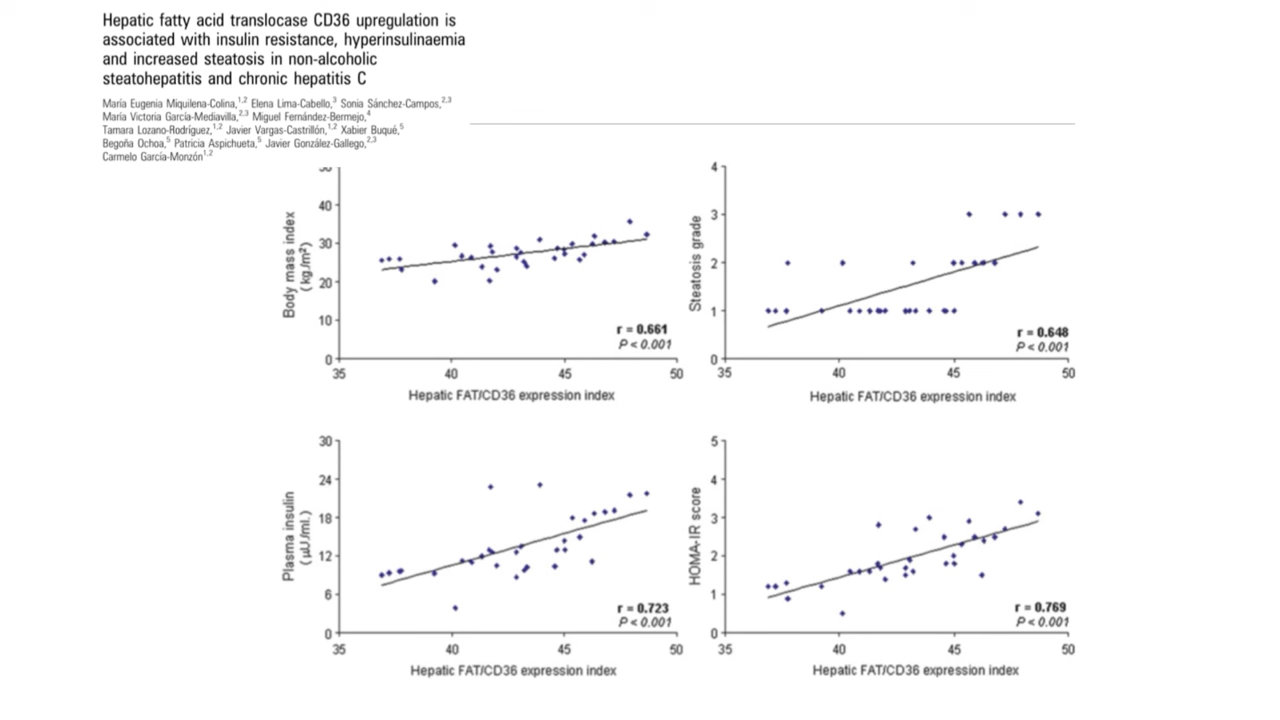 Hepatic fatty acid translocase CD36 upregulation is
associated with insulin resistance, hyperinsulinaemia
and increased steatosis in non-alcoholic
steatohepatitis and chronic hepatitis C
María Eugenia Miquilena-Colina,1,2 Elena Lima-Cabello,3 Sonia Sánchez-Campos,2,3
María Victoria García-Mediavilla,2,3 Miguel Fernández-Bermejo,4
Tamara Lozano-Rodríguez,1,2 Javier Vargas-Castrillón,1,2 Xabier Buqué,5
Begoña Ochoa,5 Patricia Aspichueta,5 Javier González-Gallego,2,3
Carmelo García-Monzón1,2
Body mass index
(kg/m²)
40
30
20
10
0
35
40
45
50
r = 0.661
P < 0.001
Hepatic FAT/CD36 expression index
Steatosis grade
4
3
2
1
0
35
40
45
50
r = 0.648
P < 0.001
Hepatic FAT/CD36 expression index
Plasma insulin
(µU/ml.)
30
24
18
12
6
0
35
40
45
50
r = 0.723
P < 0.001
Hepatic FAT/CD36 expression index
HOMA-IR score
5
4
3
2
1
0
35
40
45
50
r = 0.769
P < 0.001
Hepatic FAT/CD36 expression index